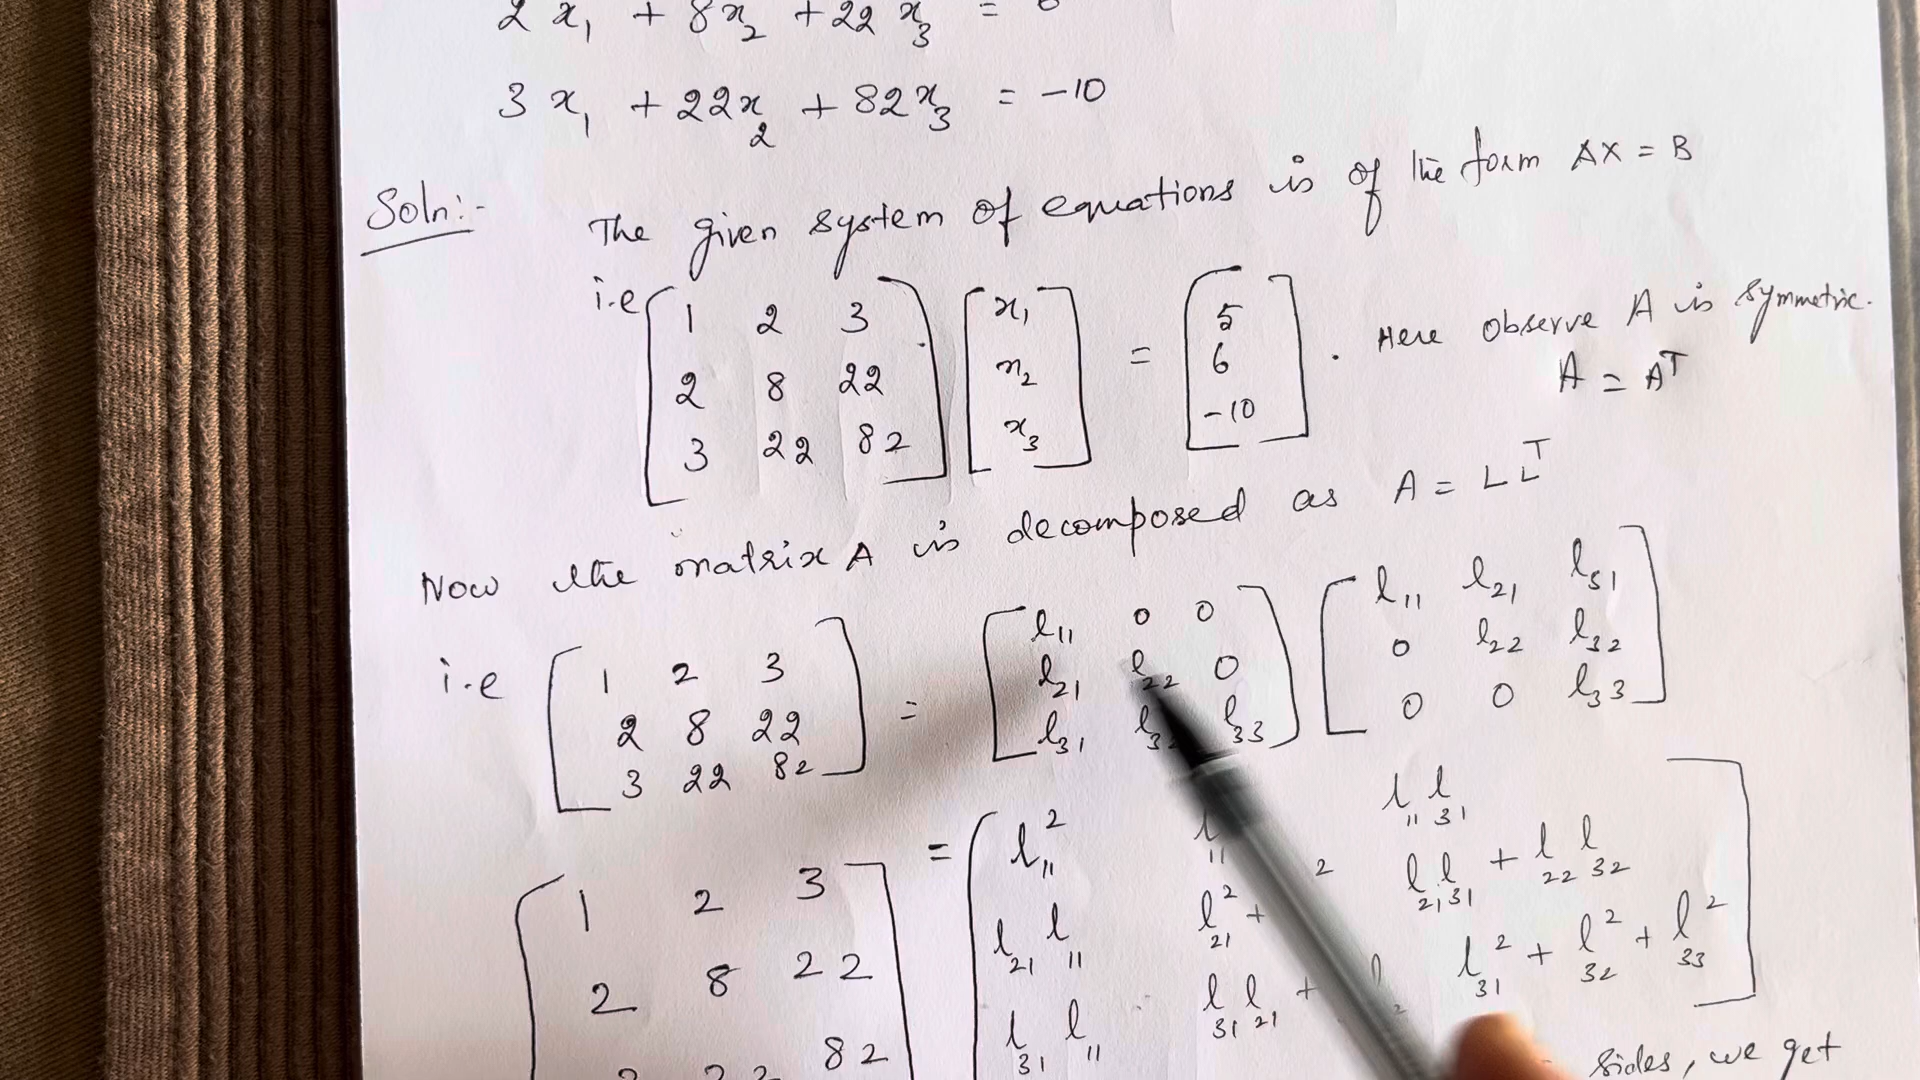 2x₁ + 8x₂ + 22x₃ =
3x₁ + 22x₂ + 82x₃ = -10
Soln:- The given system of equations is of the form AX = B
i.e [1 2 3; 2 8 22; 3 22 82] [x₁; x₂; x₃] = [5; 6; -10] . Here observe A is symmetric.
A = Aᵀ
Now the matrix A is decomposed as A = LLᵀ
i.e [1 2 3; 2 8 22; 3 22 82] = [l₁₁ 0 0; l₂₁ l₂₂ 0; l₃₁ l₃ l₃₃] [l₁₁ l₂₁ l₃₁; 0 l₂₂ l₃₂; 0 0 l₃₃]
= [l₁₁² l₁₁ l₁₁l₃₁
1 2 3
l₂₁l₁₁ l₂₁² + ² l₂₁l₃₁ + l₂₂l₃₂
2 8 22
l₃₁l₁₁ l₃₁l₂₁ + l₃₁² + l₃₂² + l₃₃²]
82
sides, we get